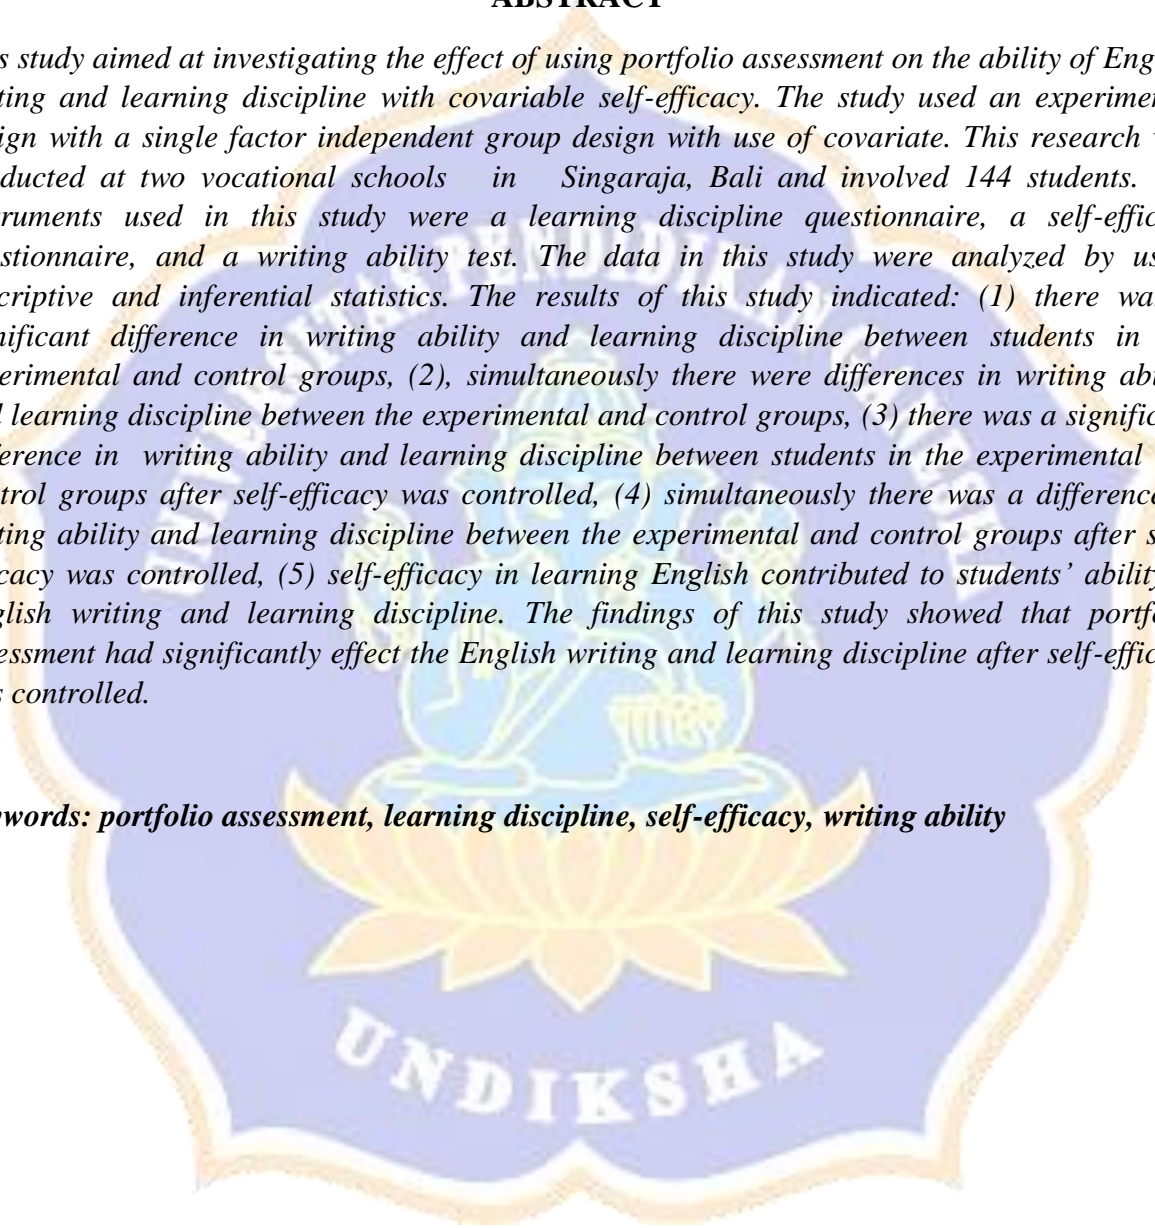 ABSTRACT
s study aimed at investigating the effect of using portfolio assessment on the ability of Eng
ting and learning discipline with covariable self-efficacy. The study used an experimen
ign with a single factor independent group design with use of covariate. This research
ducted at two vocational schools in Singaraja, Bali and involved 144 students.
ruments used in this study were a learning discipline questionnaire, a self-effic
stionnaire, and a writing ability test. The data in this study were analyzed by us
criptive and inferential statistics. The results of this study indicated: (1) there wa
nificant difference in writing ability and learning discipline between students in
erimental and control groups, (2), simultaneously there were differences in writing abi
learning discipline between the experimental and control groups, (3) there was a signific
ference in writing ability and learning discipline between students in the experimental
trol groups after self-efficacy was controlled, (4) simultaneously there was a difference
ting ability and learning discipline between the experimental and control groups after s
icacy was controlled, (5) self-efficacy in learning English contributed to students’ ability
glish writing and learning discipline. The findings of this study showed that portf
essment had significantly effect the English writing and learning discipline after self-effic
s controlled.
words: portfolio assessment, learning discipline, self-efficacy, writing ability
UNDIKSHA